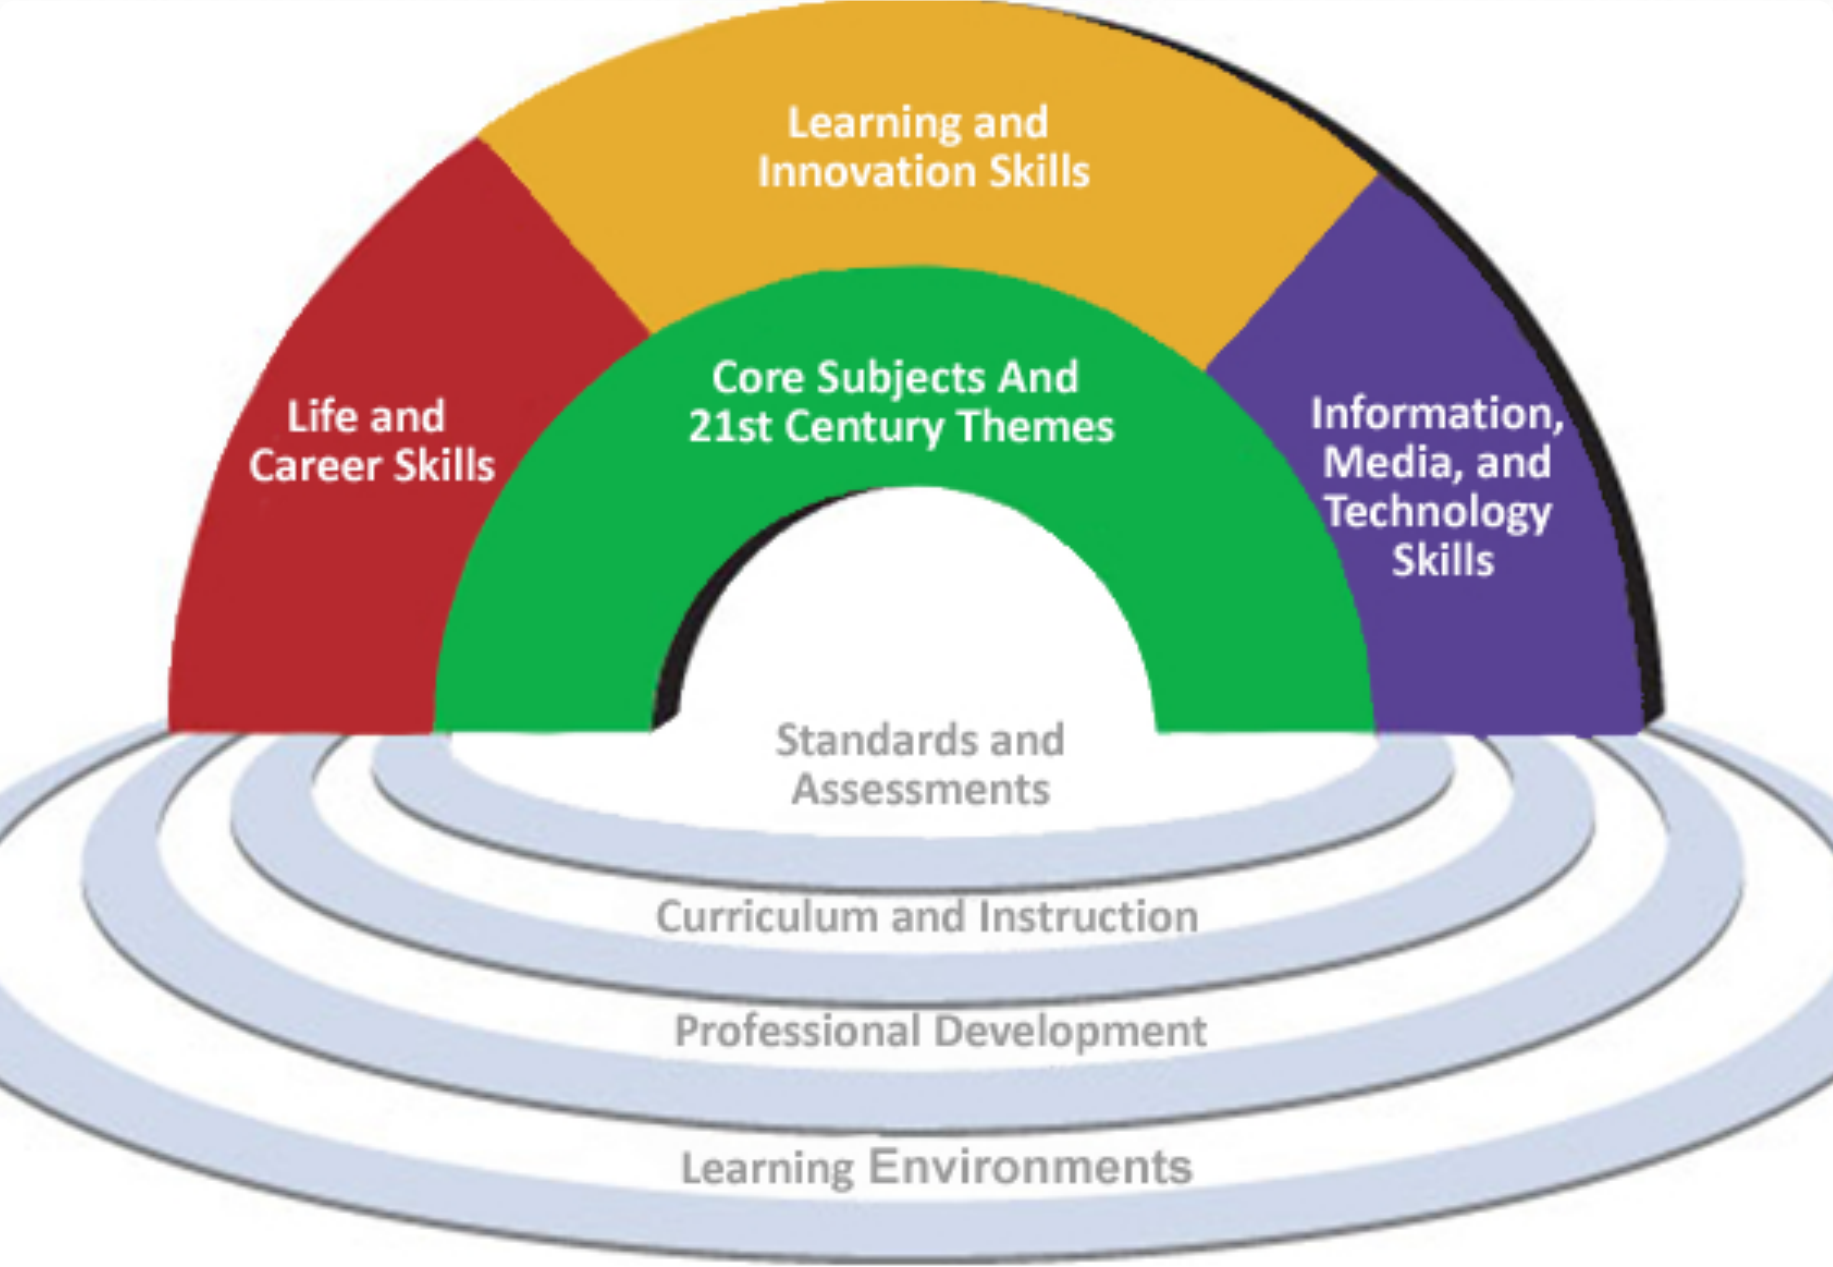 Learning and
Innovation Skills
Life and
Career Skills
Core Subjects And
21st Century Themes
Information,
Media, and
Technology
Skills
Standards and
Assessments
Curriculum and Instruction
Professional Development
Learning Environments